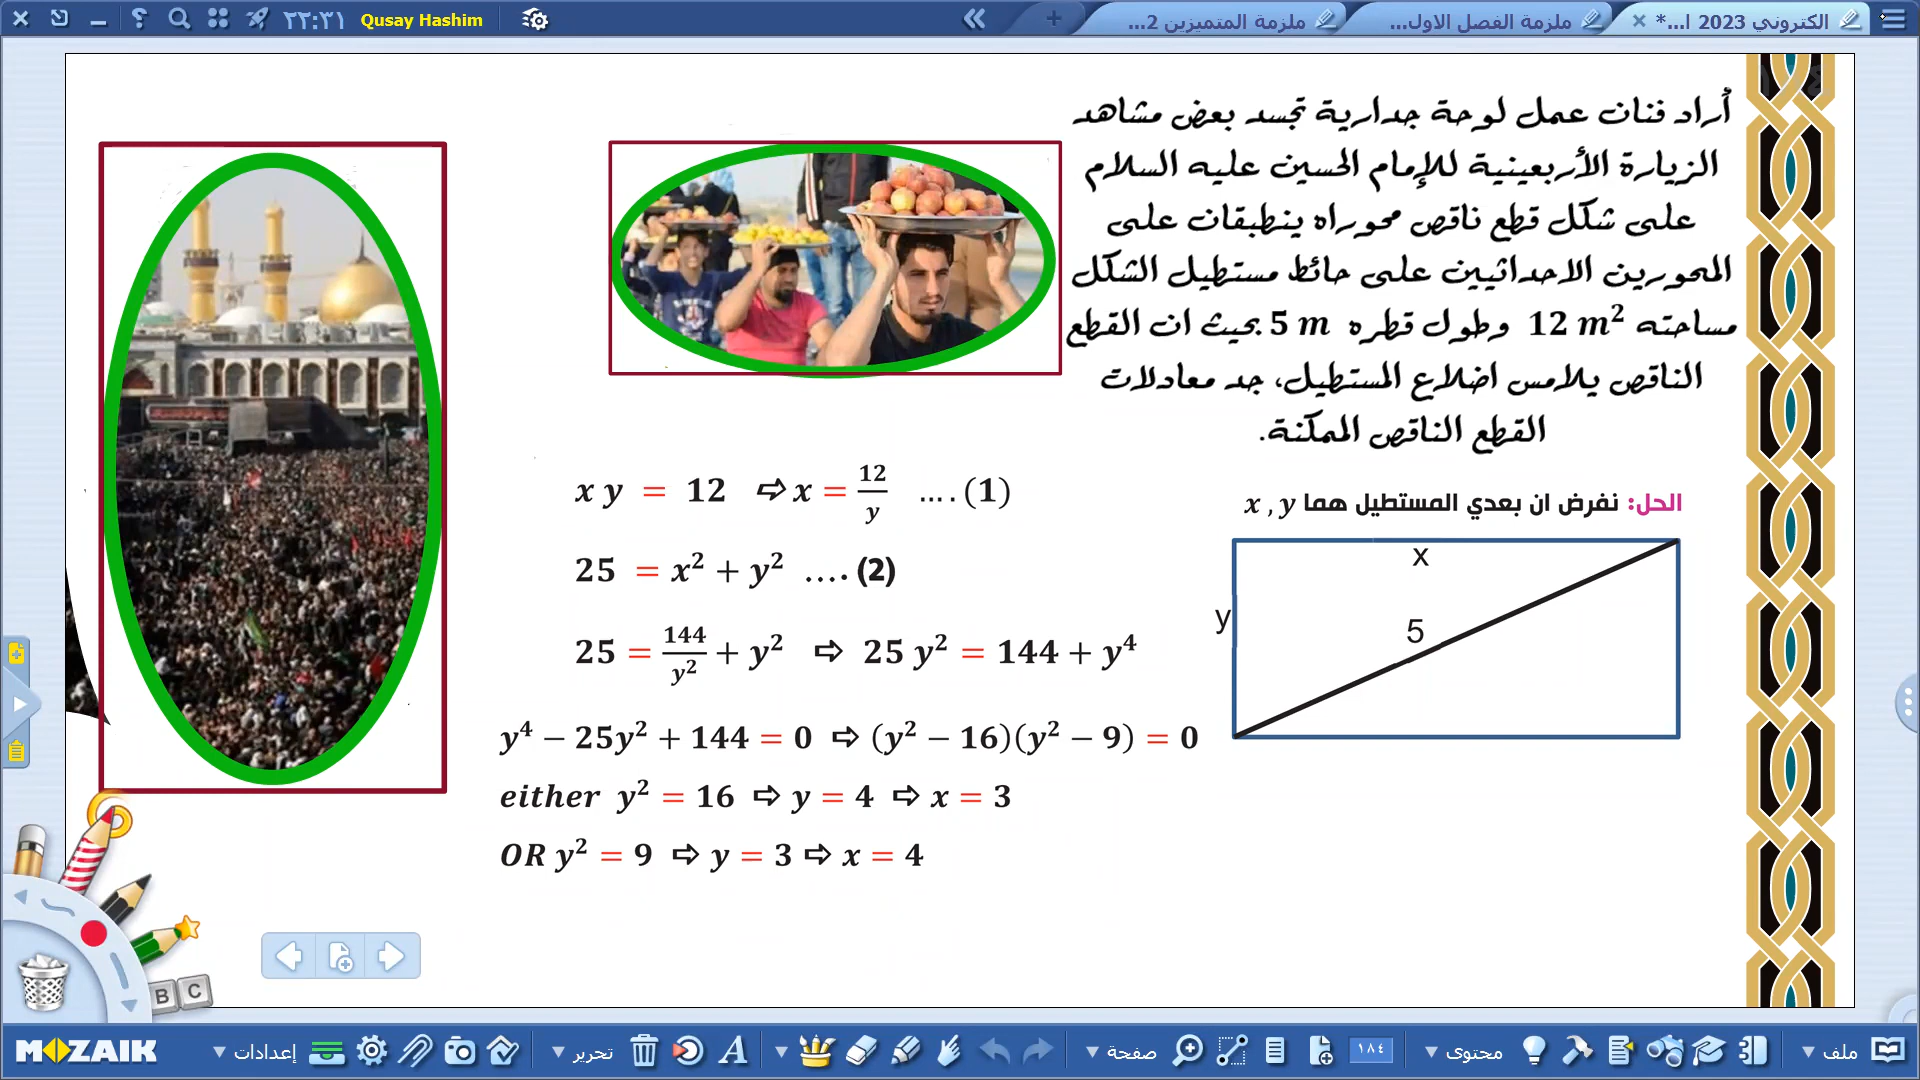 ٢٢:٣١
Qusay Hashim
ملزمة المتميزين 2...
ملزمة الفصل الاول...
الكتروني 2023 ا...*
أراد فنان عمل لوحة جدارية تجسد بعض مشاهد
الزيارة الأربعينية للإمام الحسين عليه السلام
على شكل قطع ناقص محوراه ينطبقان على
المحورين الاحداثيين على حائط مستطيل الشكل
مساحته 12 m² وطول قطره 5 m بحيث ان القطع
الناقص يلامس اضلاع المستطيل، جد معادلات
القطع الناقص الممكنة.
الحل: نفرض ان بعدي المستطيل هما x , y
x
y
5
x y = 12 ⇨ x = 12/y .... (1)
25 = x² + y² .... (2)
25 = 144/y² + y² ⇨ 25 y² = 144 + y⁴
y⁴ − 25y² + 144 = 0 ⇨ (y² − 16)(y² − 9) = 0
either y² = 16 ⇨ y = 4 ⇨ x = 3
OR y² = 9 ⇨ y = 3 ⇨ x = 4
B C
MOZAIK
إعدادات
تحرير
صفحة
١٨٤
محتوى
ملف